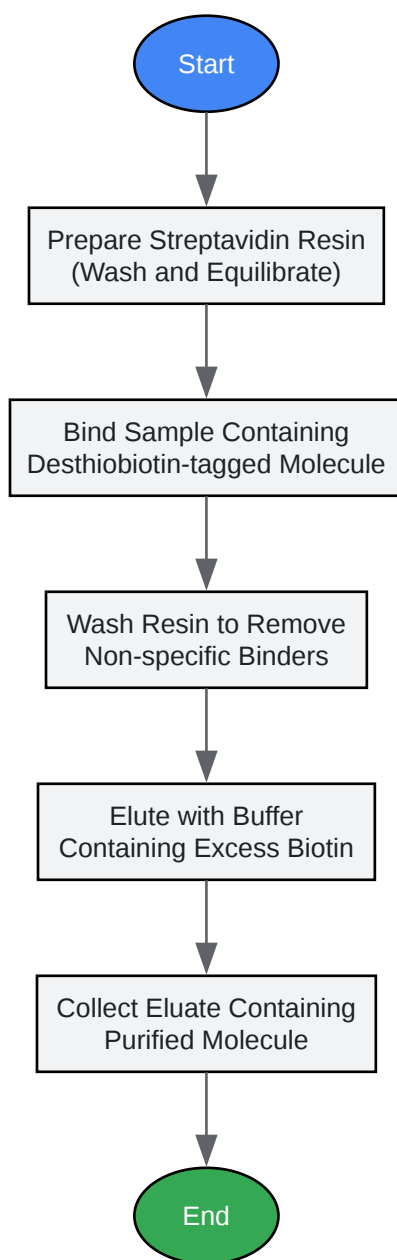 Start
Prepare Streptavidin Resin
(Wash and Equilibrate)
Bind Sample Containing
Desthiobiotin-tagged Molecule
Wash Resin to Remove
Non-specific Binders
Elute with Buffer
Containing Excess Biotin
Collect Eluate Containing
Purified Molecule
End